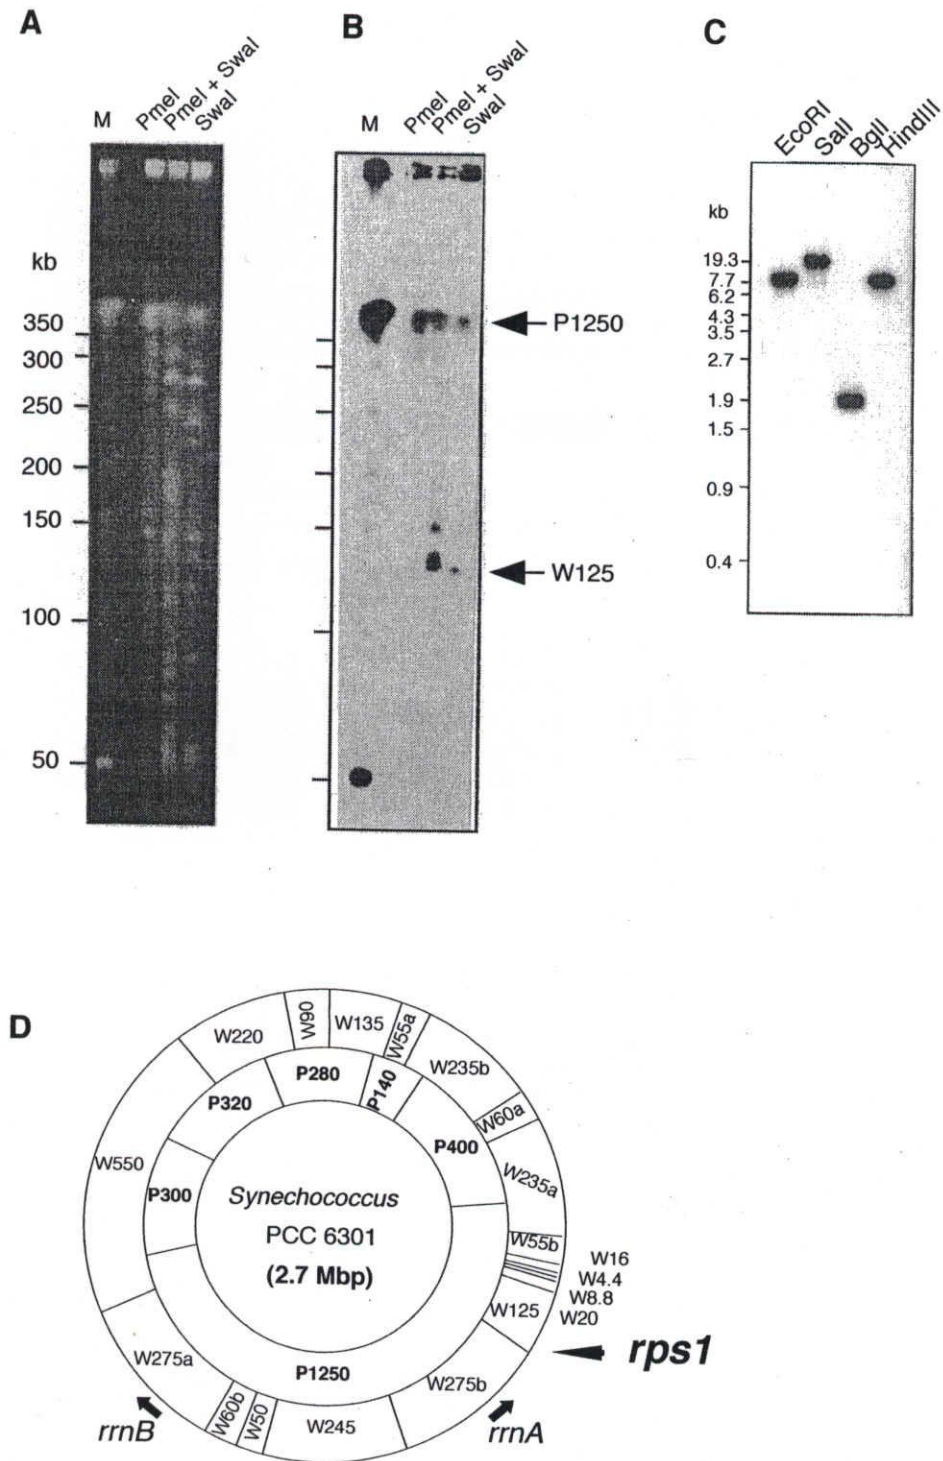 A
M
PmeI
PmeI + SwaI
SwaI
kb
350
300
250
200
150
100
50
B
M
PmeI
PmeI + SwaI
SwaI
P1250
W125
C
EcoRI
SalI
BglI
HindIII
kb
19.3
7.7
6.2
4.3
3.5
2.7
1.9
1.5
0.9
0.4
D
W90
W135
W55a
W220
W235b
P280
P140
W60a
P320
P400
W550
W235a
P300
Synechococcus
PCC 6301
(2.7 Mbp)
W55b
W16
W4.4
W8.8
W20
W125
rps1
W275a
P1250
W275b
W60b
W50
W245
rrnB
rrnA